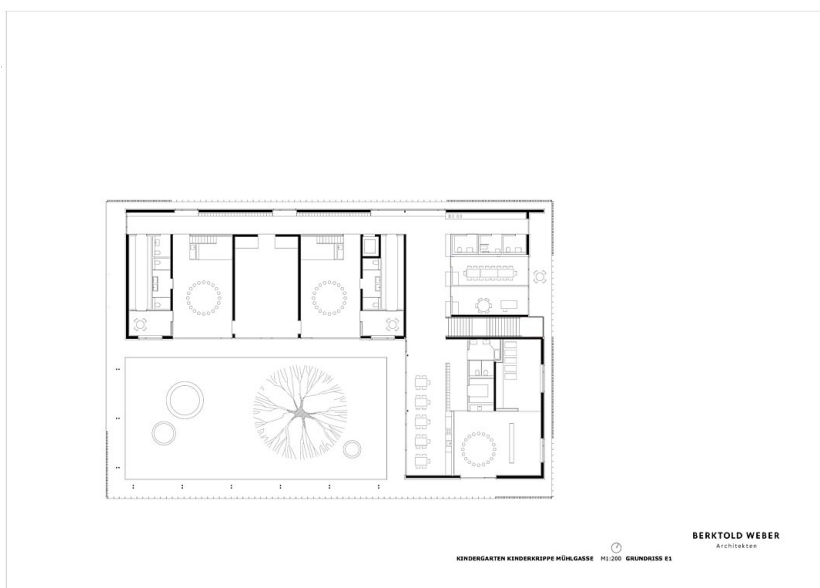 BERKTOLD WEBER
Architekten
KINDERGARTEN KINDERKRIPPE MÜHLGASSE M1:200 GRUNDRISS E1